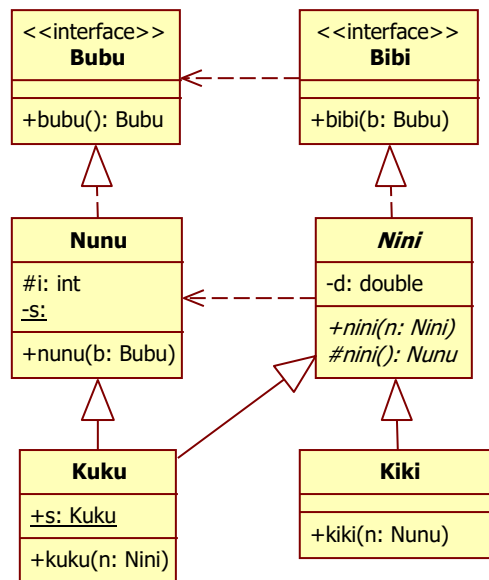 <<interface>>
Bubu
+bubu(): Bubu
<<interface>>
Bibi
+bibi(b: Bubu)
Nunu
#i: int
-s:
+nunu(b: Bubu)
Nini
-d: double
+nini(n: Nini)
#nini(): Nunu
Kuku
+s: Kuku
+kuku(n: Nini)
Kiki
+kiki(n: Nunu)